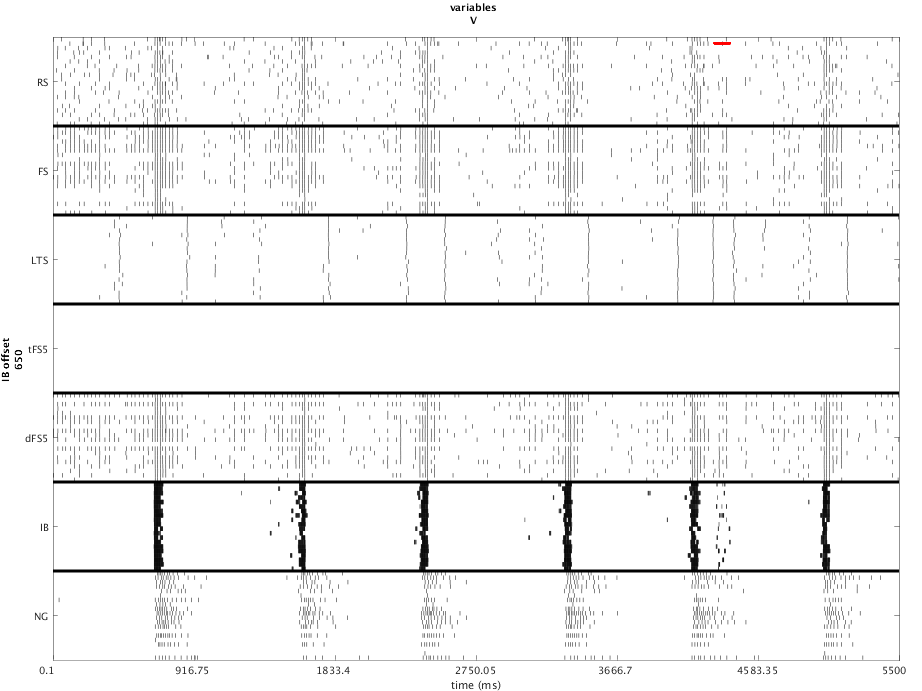 variables
V
RS
FS
LTS
tFS5
dFS5
IB
NG
IB offset
650
0.1 916.75 1833.4 2750.05 3666.7 4583.35 5500
time (ms)